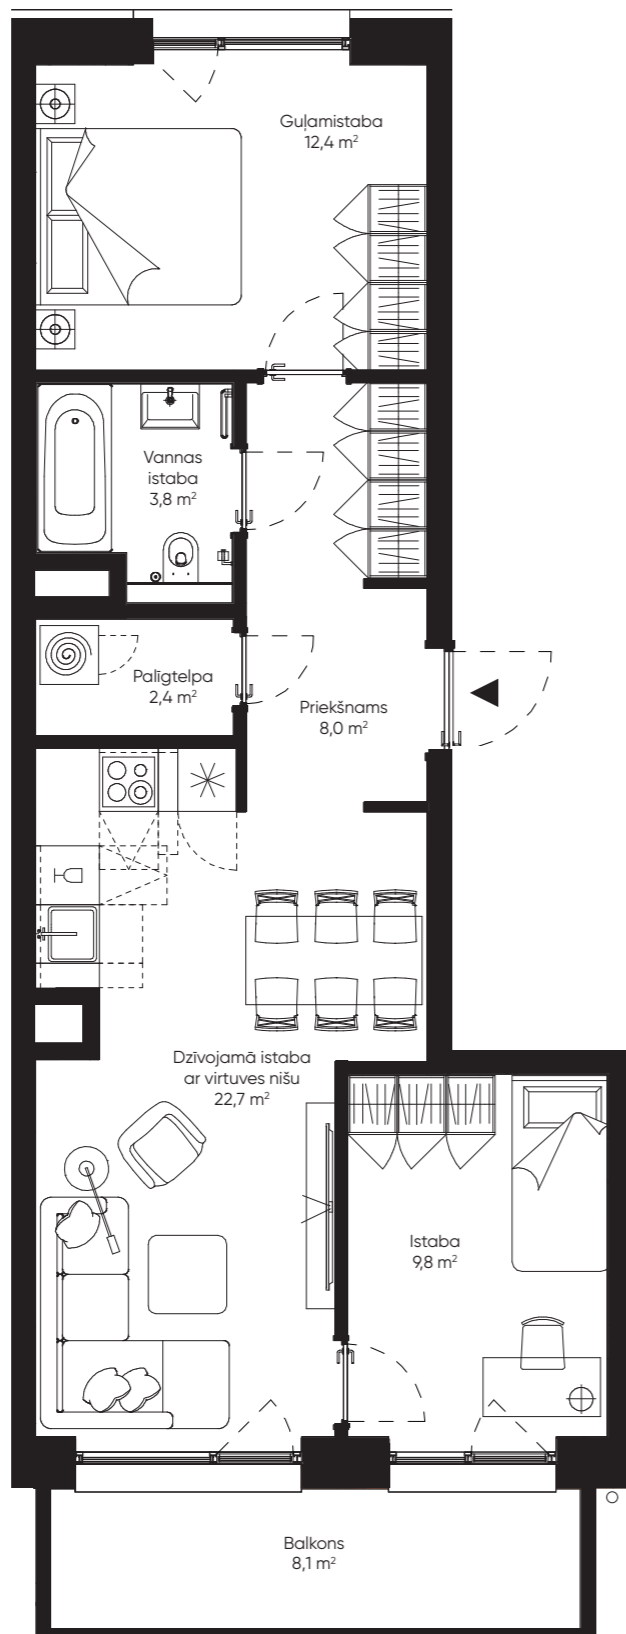 Guļamistaba
12,4 m²
Vannas
istaba
3,8 m²
Palīgtelpa
2,4 m²
Priekšnams
8,0 m²
Dzīvojamā istaba
ar virtuves nišu
22,7 m²
Istaba
9,8 m²
Balkons
8,1 m²